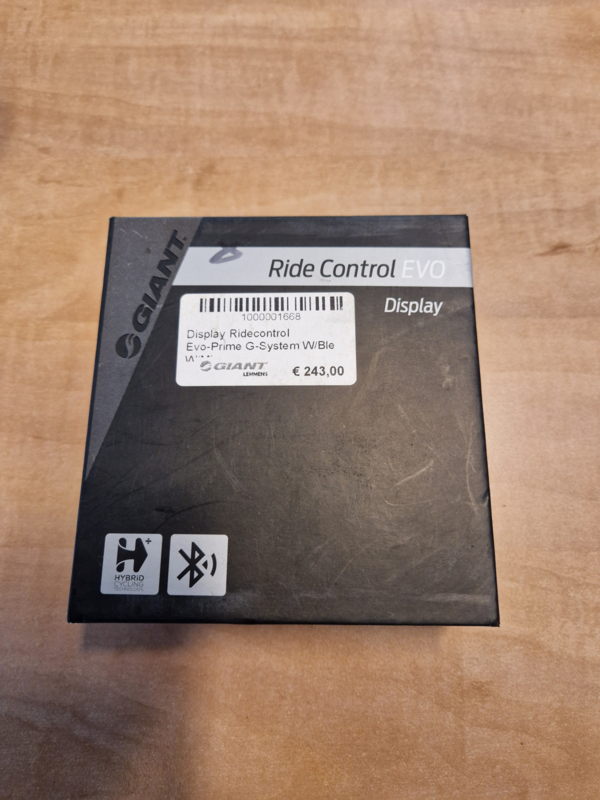 GIANT
Ride Control EVO
Display
1000001668
Display Ridecontrol
Evo-Prime G-System W/Ble
GIANT
LEMMENS
€ 243,00
HYBRID
CYCLING
TECHNOLOGY